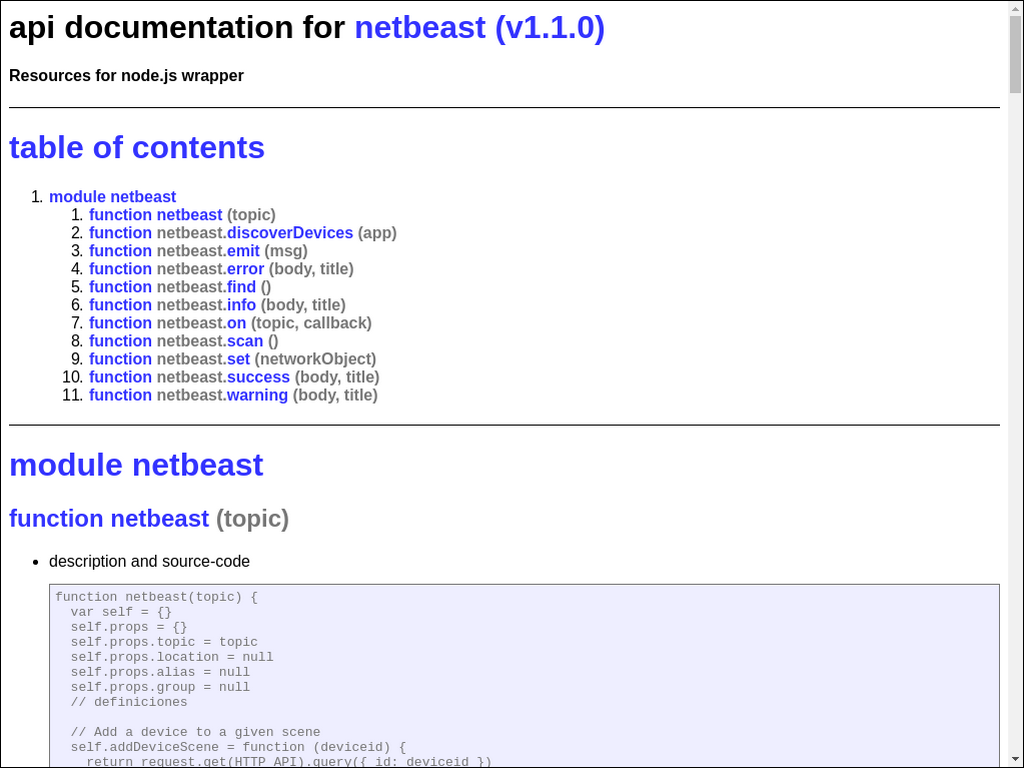 api documentation for netbeast (v1.1.0)
Resources for node.js wrapper
table of contents
1. module netbeast
1. function netbeast (topic)
2. function netbeast.discoverDevices (app)
3. function netbeast.emit (msg)
4. function netbeast.error (body, title)
5. function netbeast.find ()
6. function netbeast.info (body, title)
7. function netbeast.on (topic, callback)
8. function netbeast.scan ()
9. function netbeast.set (networkObject)
10. function netbeast.success (body, title)
11. function netbeast.warning (body, title)
module netbeast
function netbeast (topic)
• description and source-code
function netbeast(topic) {
  var self = {}
  self.props = {}
  self.props.topic = topic
  self.props.location = null
  self.props.alias = null
  self.props.group = null
  // definiciones
  // Add a device to a given scene
  self.addDeviceScene = function (deviceid) {
    return request.get(HTTP_API).query({ id: deviceid })